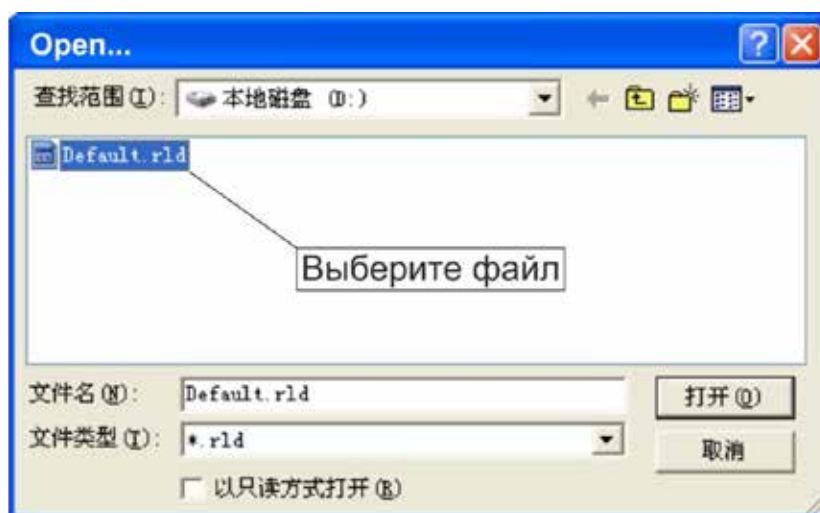 Open...
查找范围(I): 本地磁盘 (D:)
Default.rld
Выберите файл
文件名(N): Default.rld
打开(O)
文件类型(T): *.rld
取消
以只读方式打开(R)